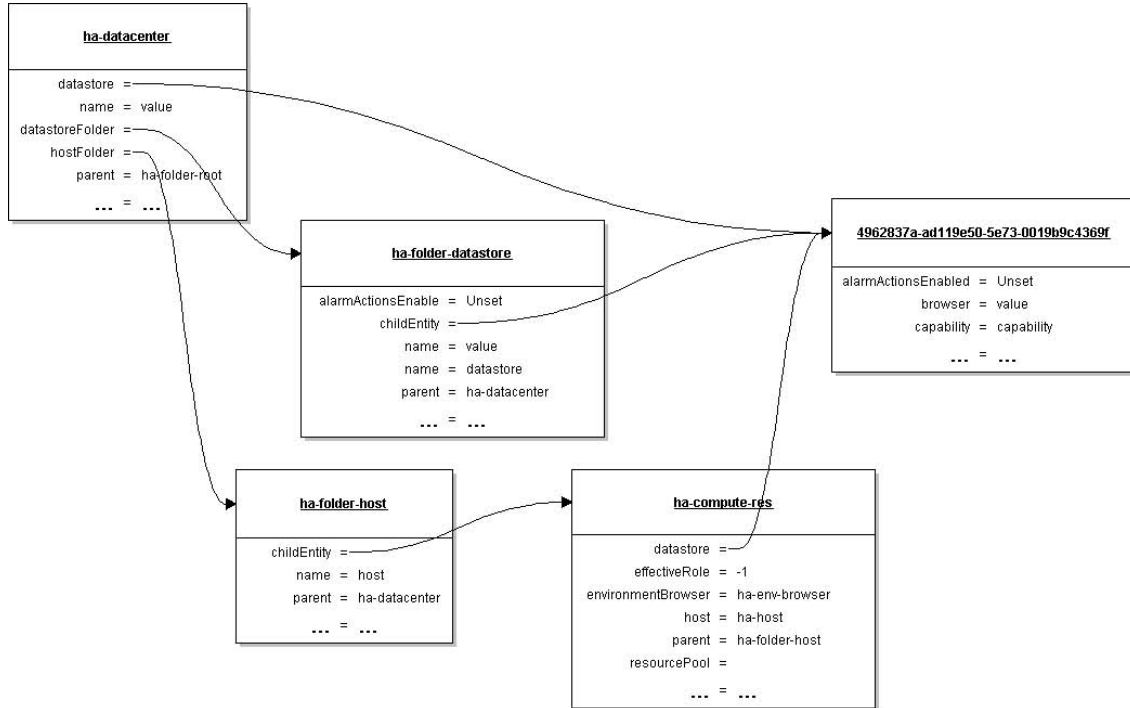 ha-datacenter
datastore =
name = value
datastoreFolder =
hostFolder =
parent = ha-folder-root
... = ...
ha-folder-datastore
alarmActionsEnable = Unset
childEntity =
name = value
name = datastore
parent = ha-datacenter
... = ...
4962837a-ad119e50-5e73-0019b9c4369f
alarmActionsEnabled = Unset
browser = value
capability = capability
... = ...
ha-folder-host
childEntity =
name = host
parent = ha-datacenter
... = ...
ha-compute-res
datastore =
effectiveRole = -1
environmentBrowser = ha-env-browser
host = ha-host
parent = ha-folder-host
resourcePool =
... = ...